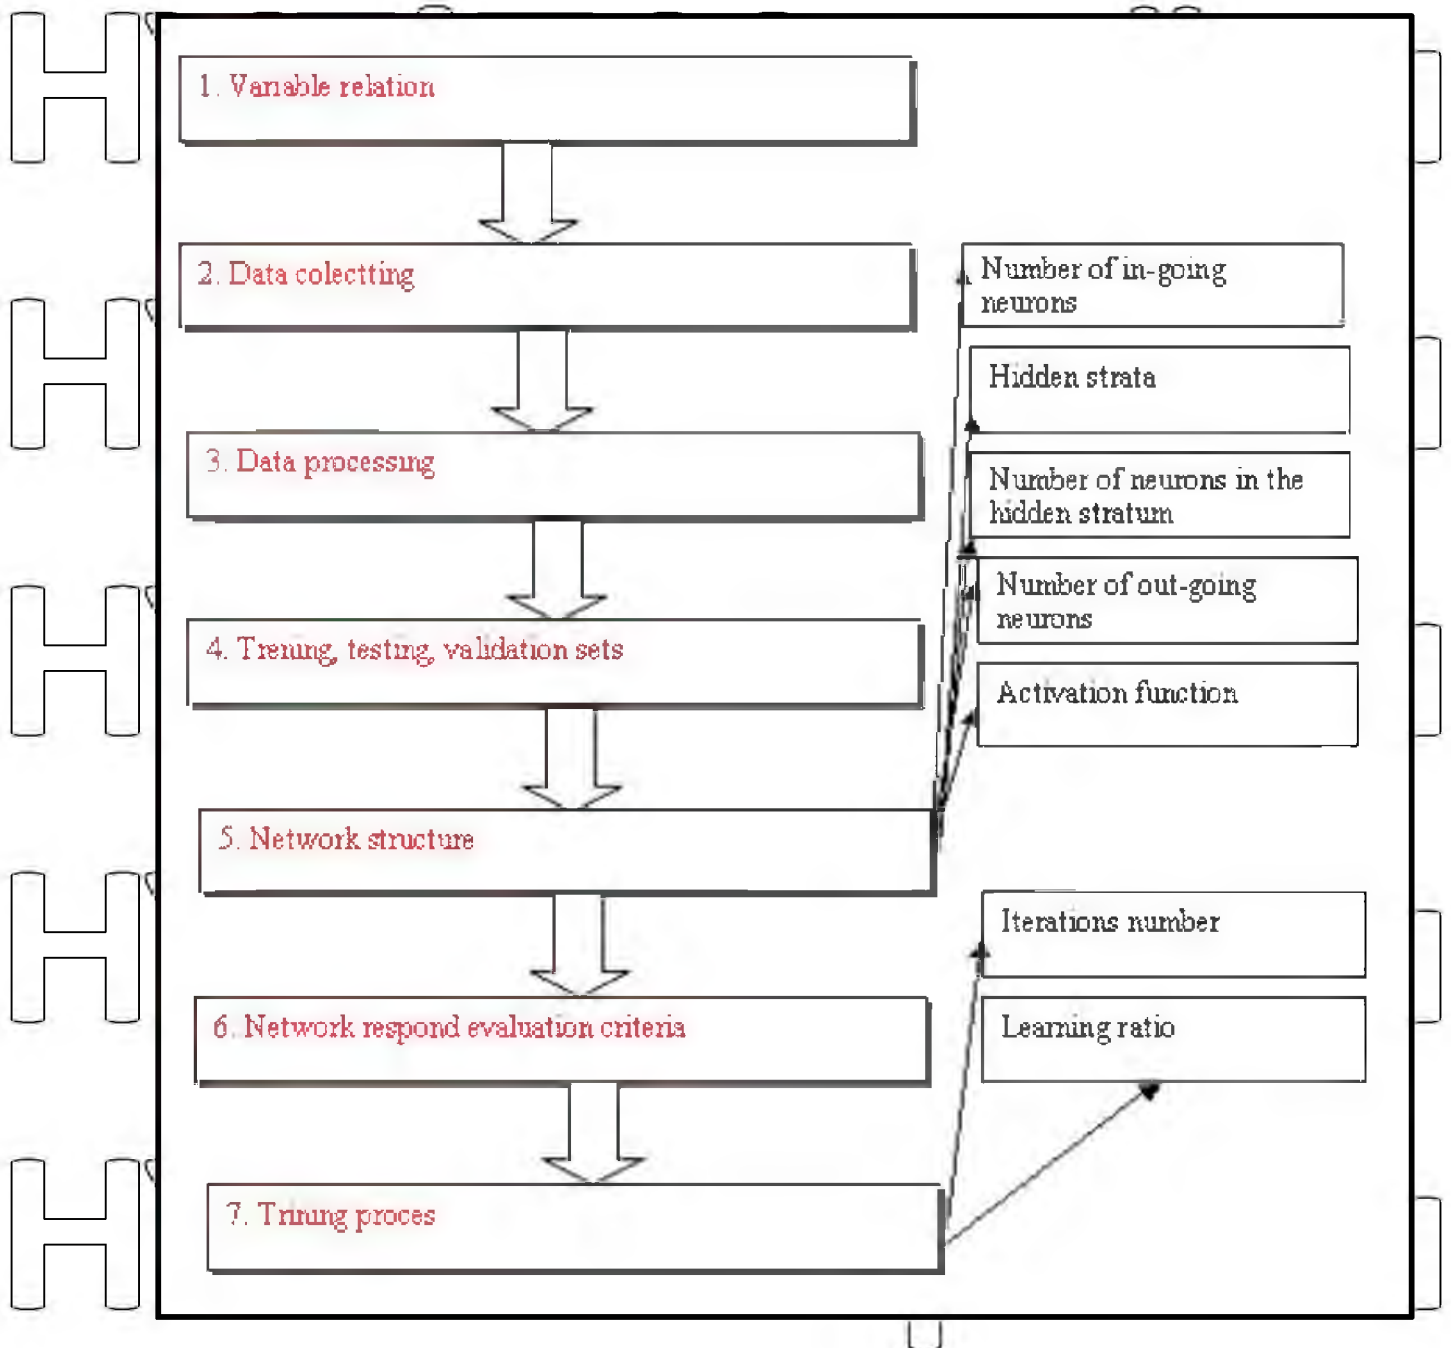 1. Variable relation
2. Data colectting
Number of in-going
neurons
Hidden strata
3. Data processing
Number of neurons in the
hidden stratum
Number of out-going
neurons
4. Trening, testing, validation sets
Activation function
5. Network structure
Iterations number
6. Network respond evaluation criteria
Learning ratio
7. Trining proces